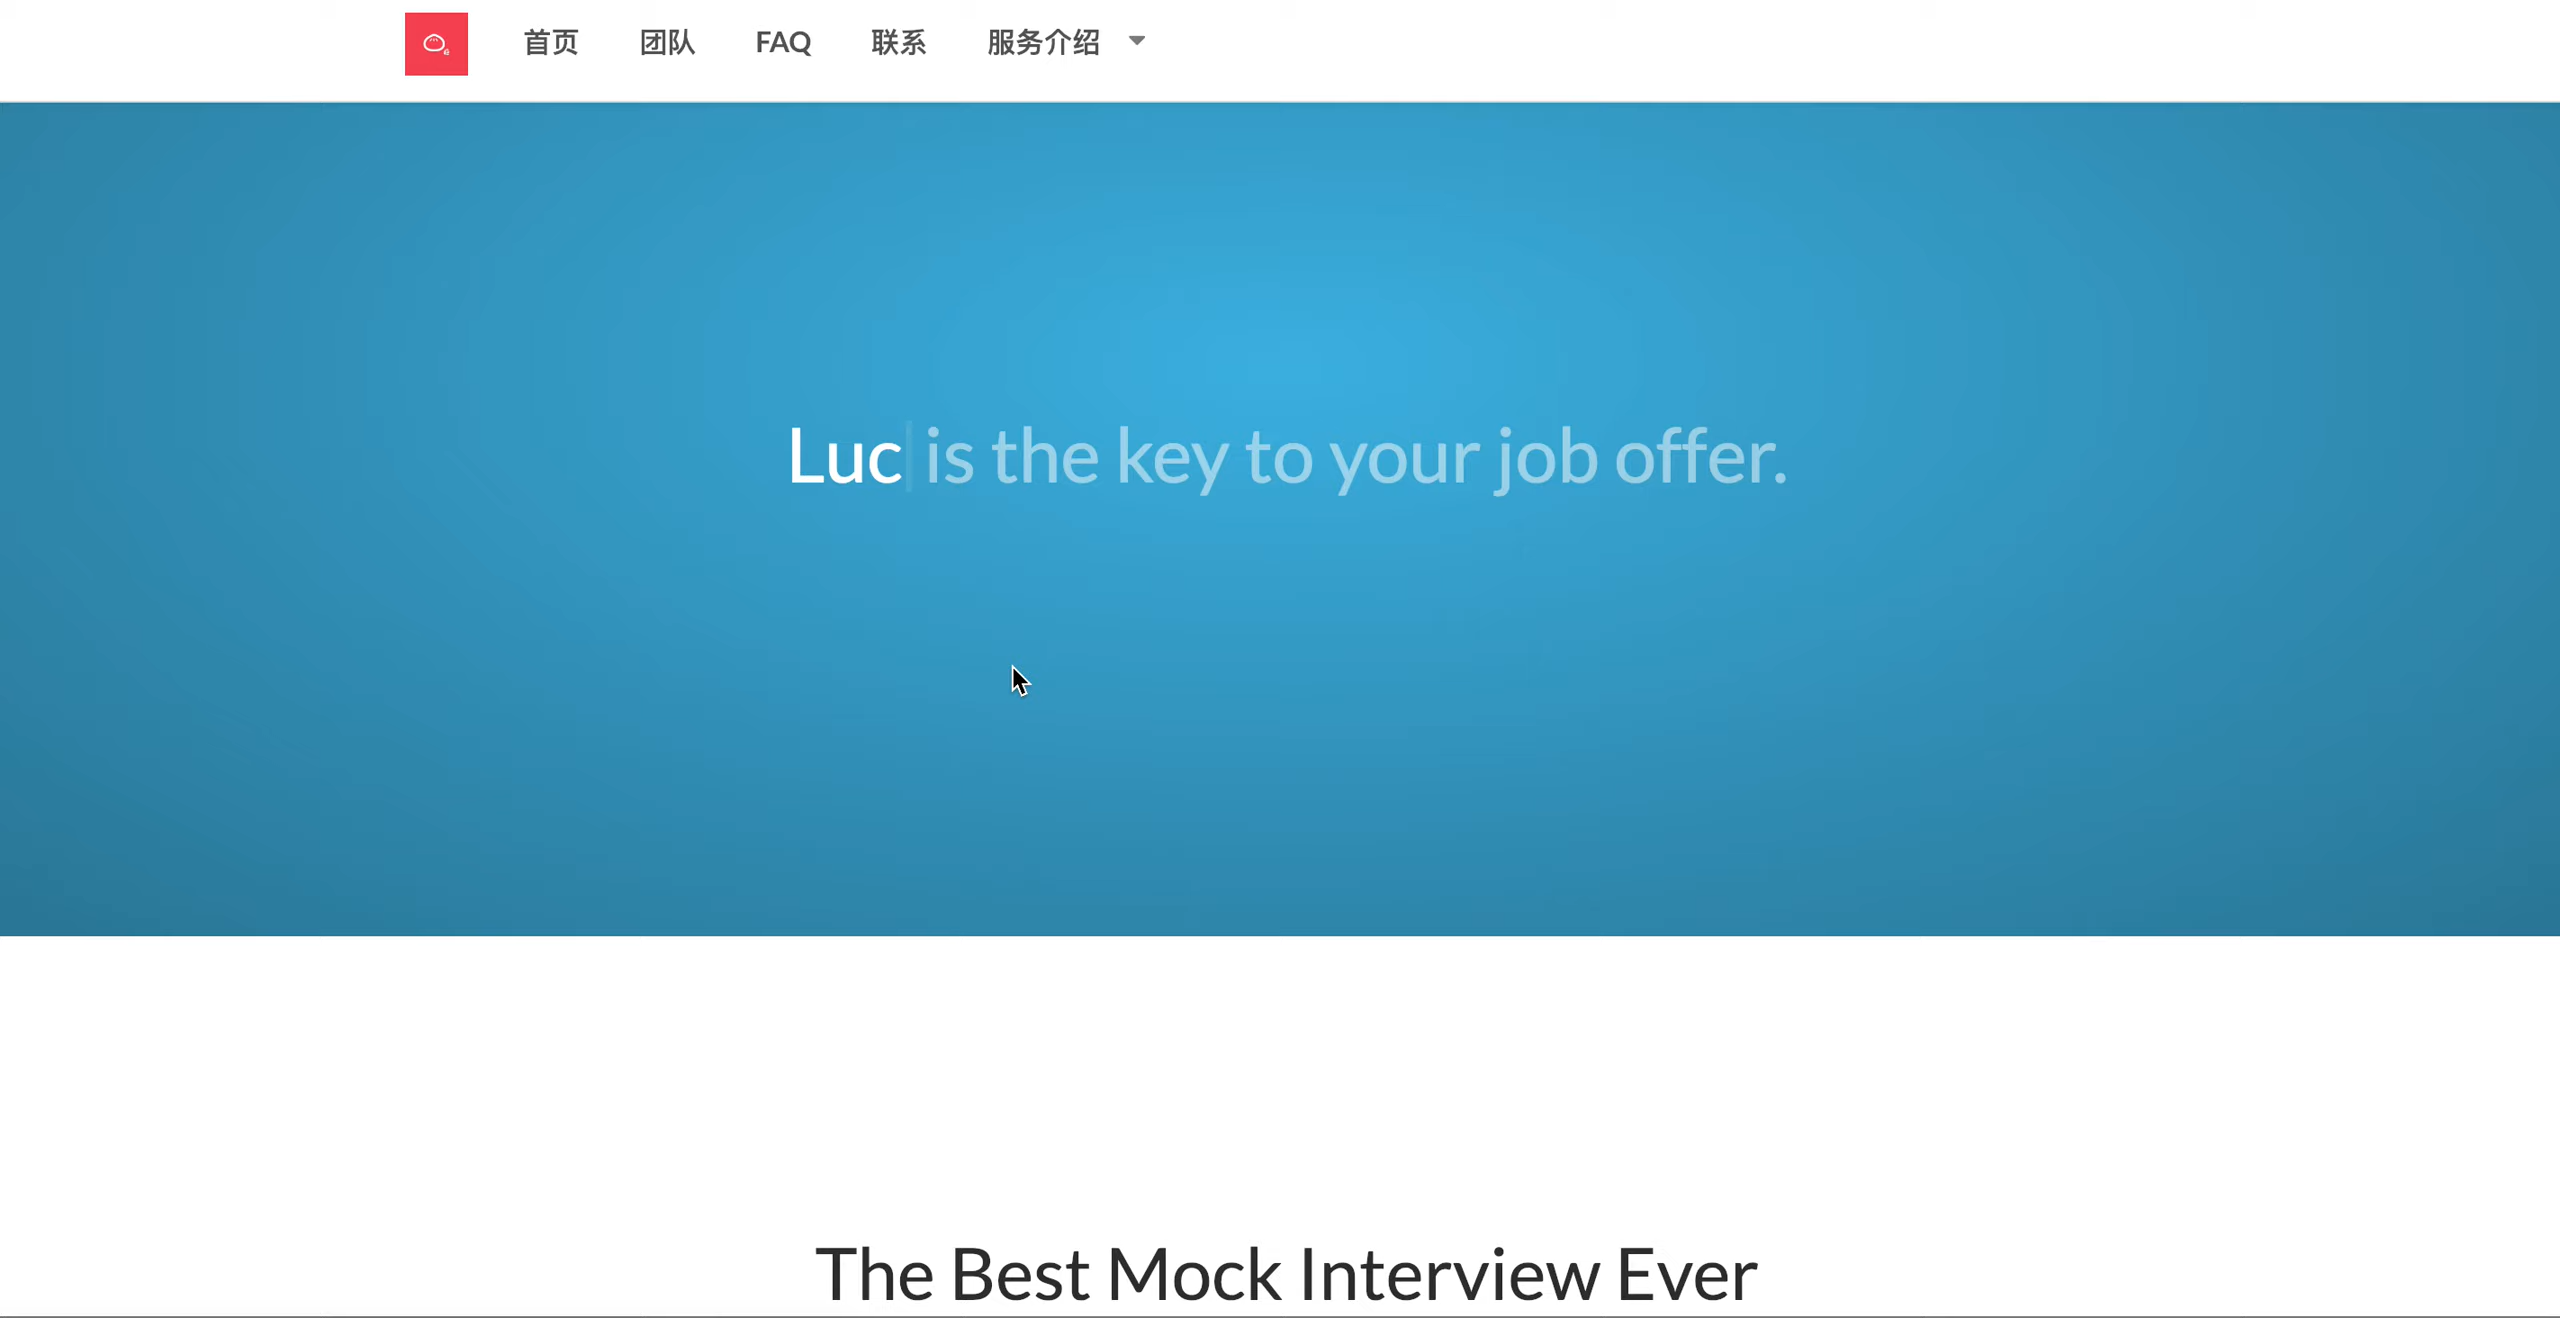 首页 团队 FAQ 联系 服务介绍
Luc is the key to your job offer.
The Best Mock Interview Ever